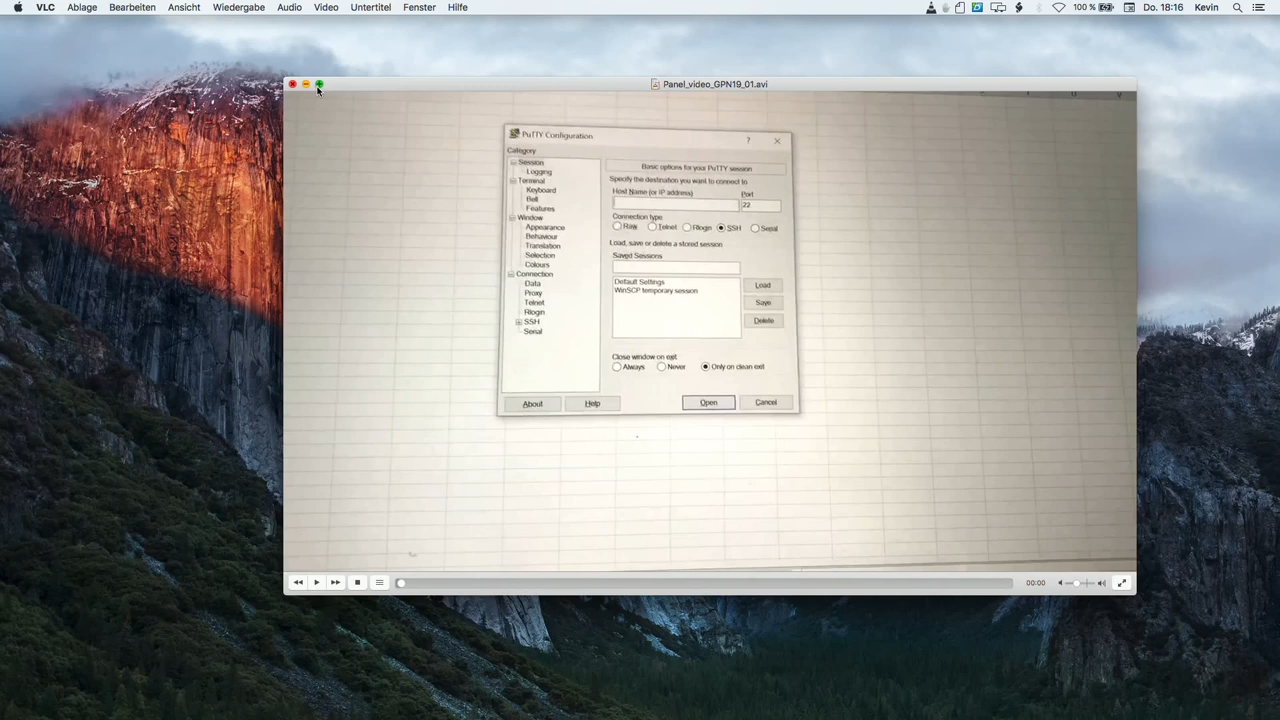 VLC Ablage Bearbeiten Ansicht Wiedergabe Audio Video Untertitel Fenster Hilfe 100 % Do. 18:16 Kevin
Panel_video_GPN19_01.avi
PuTTY Configuration ?
Category
Session
Logging
Terminal
Keyboard
Bell
Features
Window
Appearance
Behaviour
Translation
Selection
Colours
Connection
Data
Proxy
Telnet
Rlogin
SSH
Serial
Basic options for your PuTTY session
Specify the destination you want to connect to
Host Name (or IP address) Port
22
Connection type
Raw Telnet Rlogin SSH Serial
Load, save or delete a stored session
Saved Sessions
Default Settings
WinSCP temporary session
Load
Save
Delete
Close window on exit
Always Never Only on clean exit
About Help Open Cancel
00:00